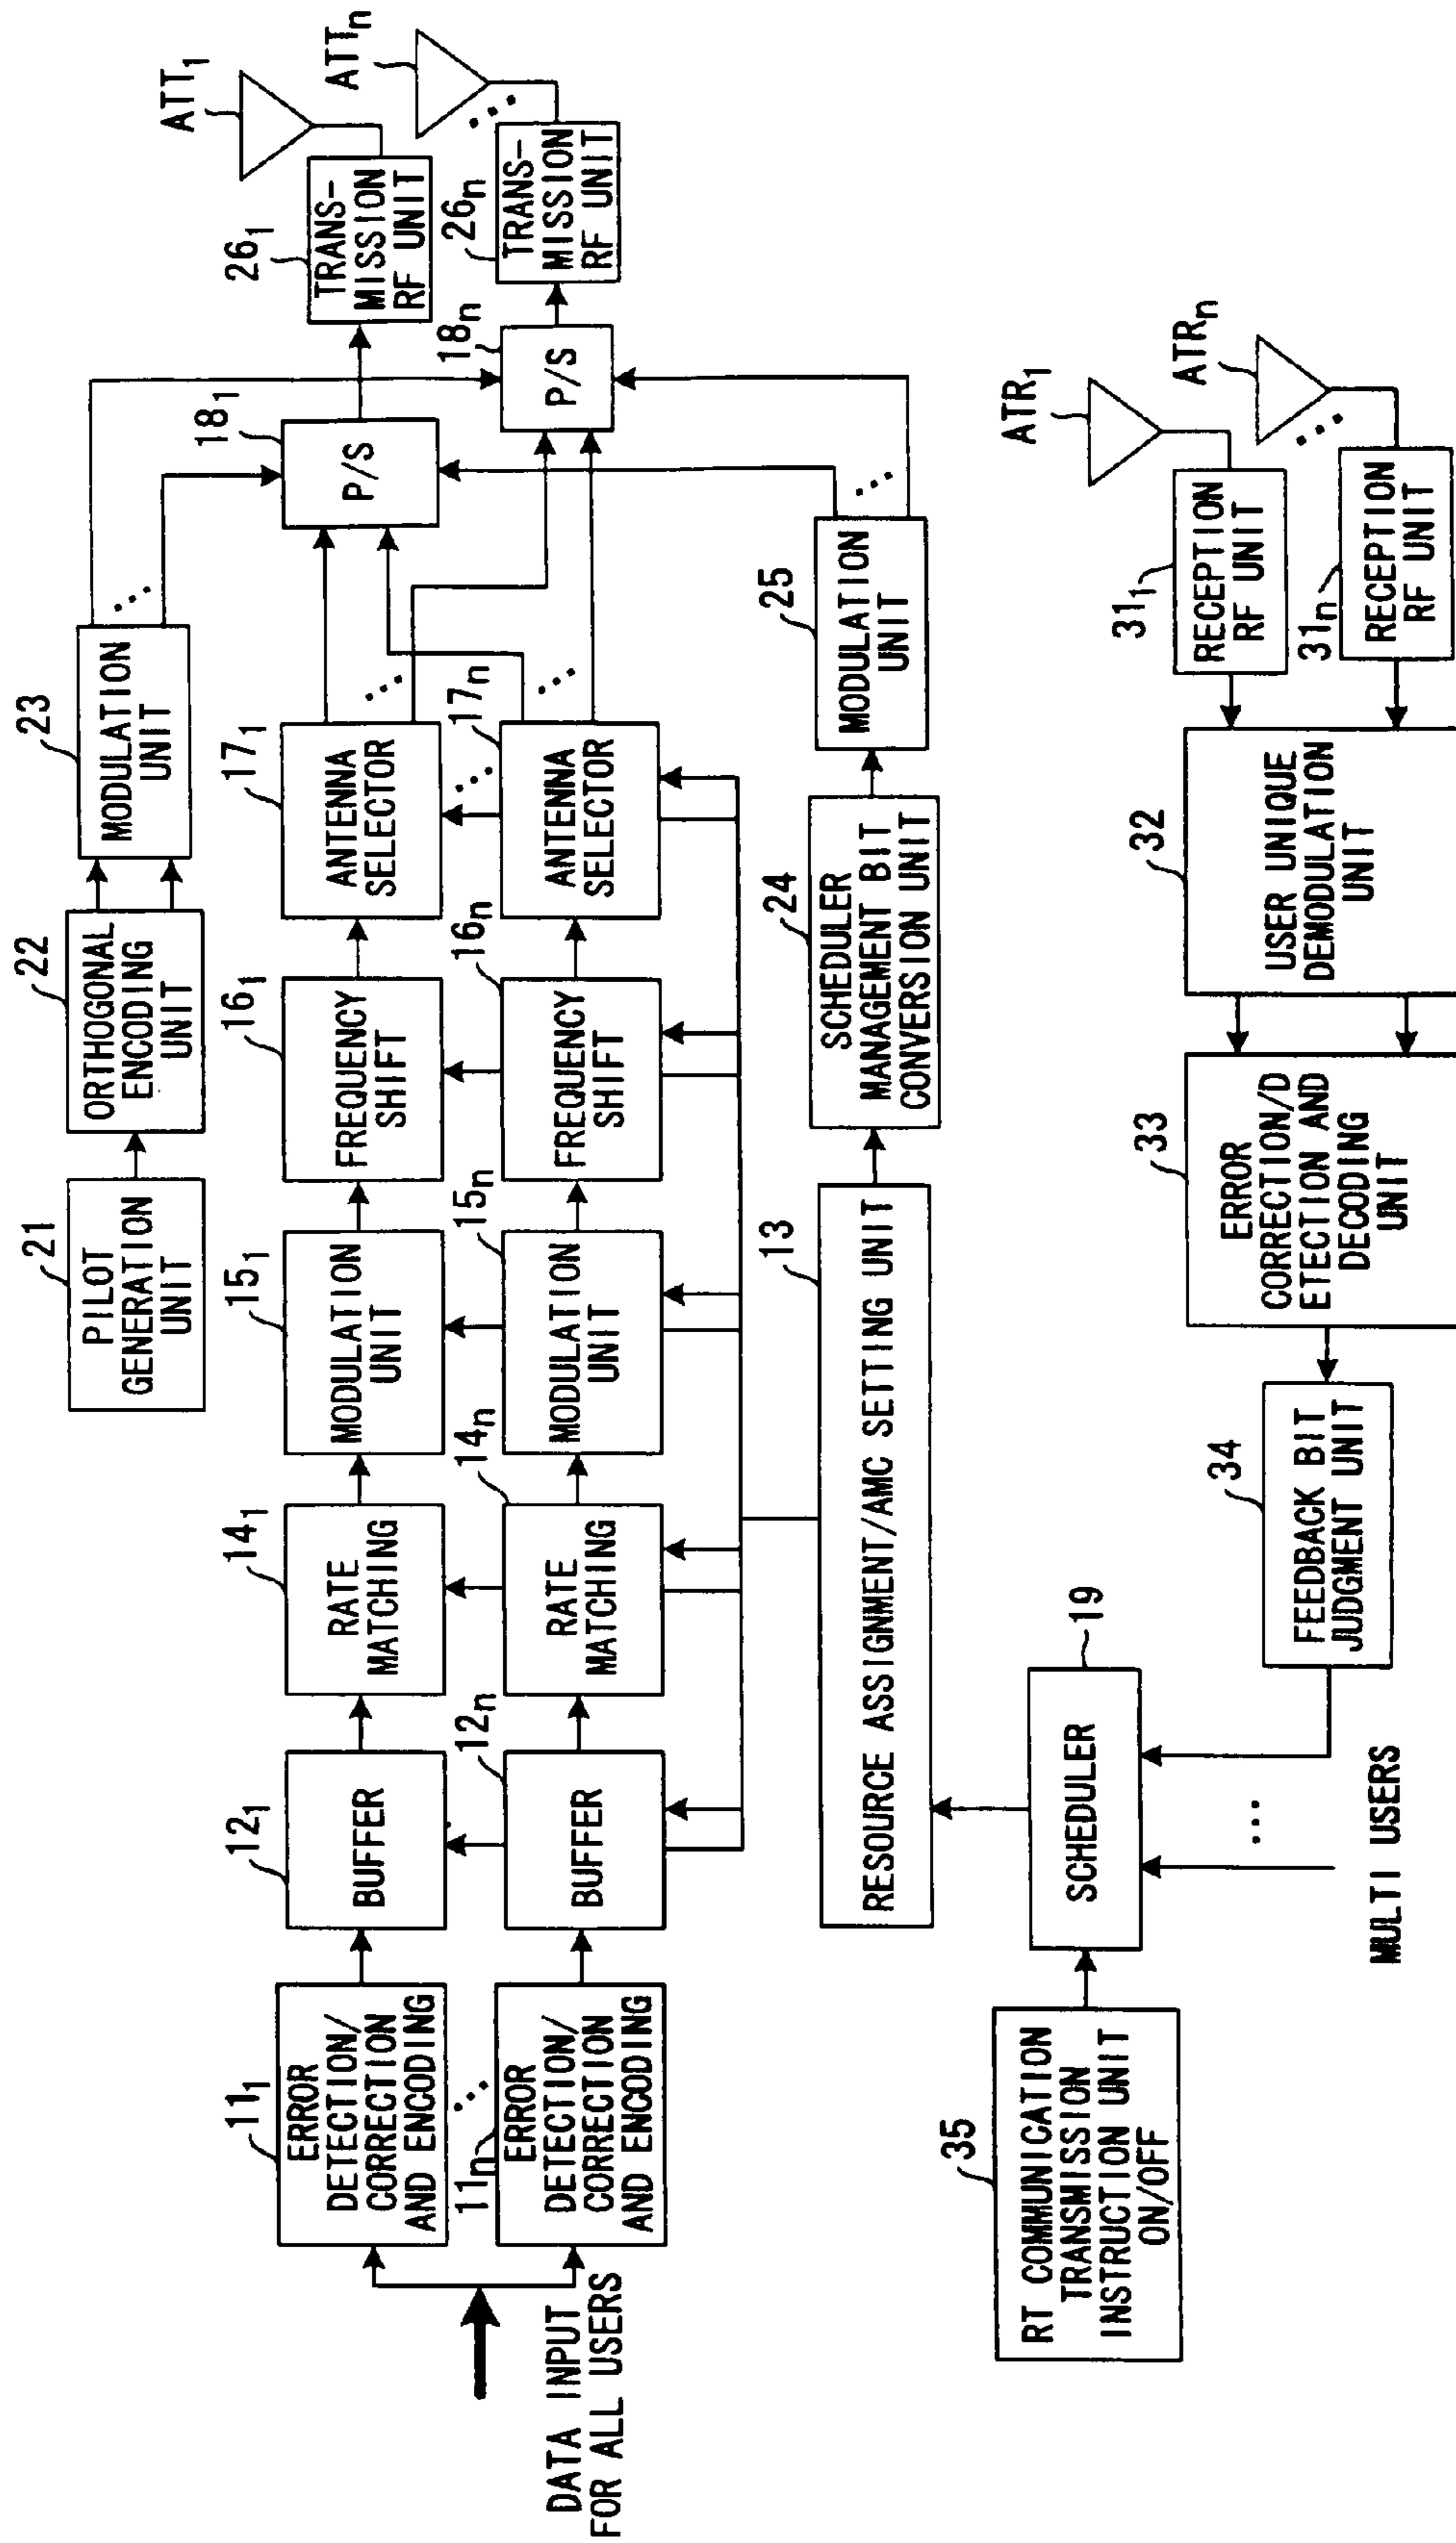 21
PILOT
GENERATION
UNIT
22
ORTHOGONAL
ENCODING
UNIT
23
MODULATION
UNIT
11₁
ERROR
DETECTION/
CORRECTION
AND ENCODING
12₁
BUFFER
14₁
RATE
MATCHING
15₁
MODULATION
UNIT
16₁
FREQUENCY
SHIFT
17₁
ANTENNA
SELECTOR
18₁
P/S
26₁
TRANS-
MISSION
RF UNIT
ATT₁
DATA INPUT
FOR ALL USERS
11ₙ
ERROR
DETECTION/
CORRECTION
AND ENCODING
12ₙ
BUFFER
14ₙ
RATE
MATCHING
15ₙ
MODULATION
UNIT
16ₙ
FREQUENCY
SHIFT
17ₙ
ANTENNA
SELECTOR
18ₙ
P/S
26ₙ
TRANS-
MISSION
RF UNIT
ATTₙ
13
RESOURCE ASSIGNMENT/AMC SETTING UNIT
24
SCHEDULER
MANAGEMENT BIT
CONVERSION UNIT
25
MODULATION
UNIT
35
RT COMMUNICATION
TRANSMISSION
INSTRUCTION UNIT
ON/OFF
SCHEDULER
19
MULTI USERS
34
FEEDBACK BIT
JUDGMENT UNIT
33
ERROR
CORRECTION/D
ETECTION AND
DECODING
UNIT
32
USER UNIQUE
DEMODULATION
UNIT
31₁
RECEPTION
RF UNIT
ATR₁
31ₙ
RECEPTION
RF UNIT
ATRₙ